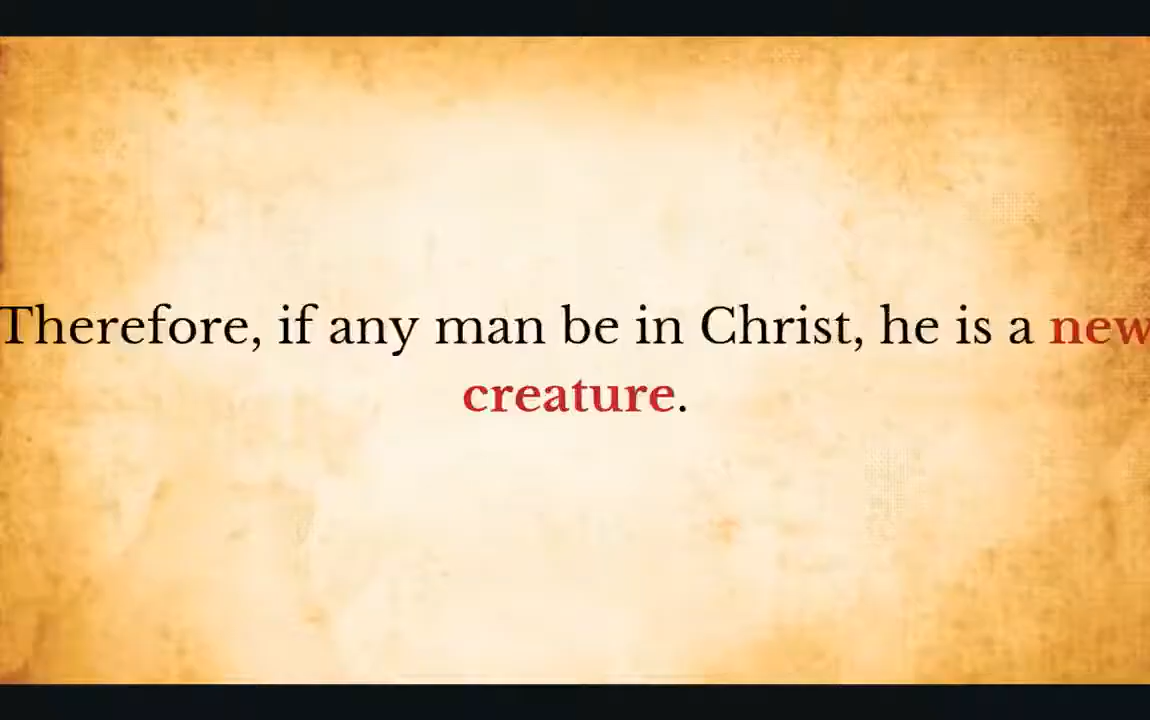 Therefore, if any man be in Christ, he is a new
creature.